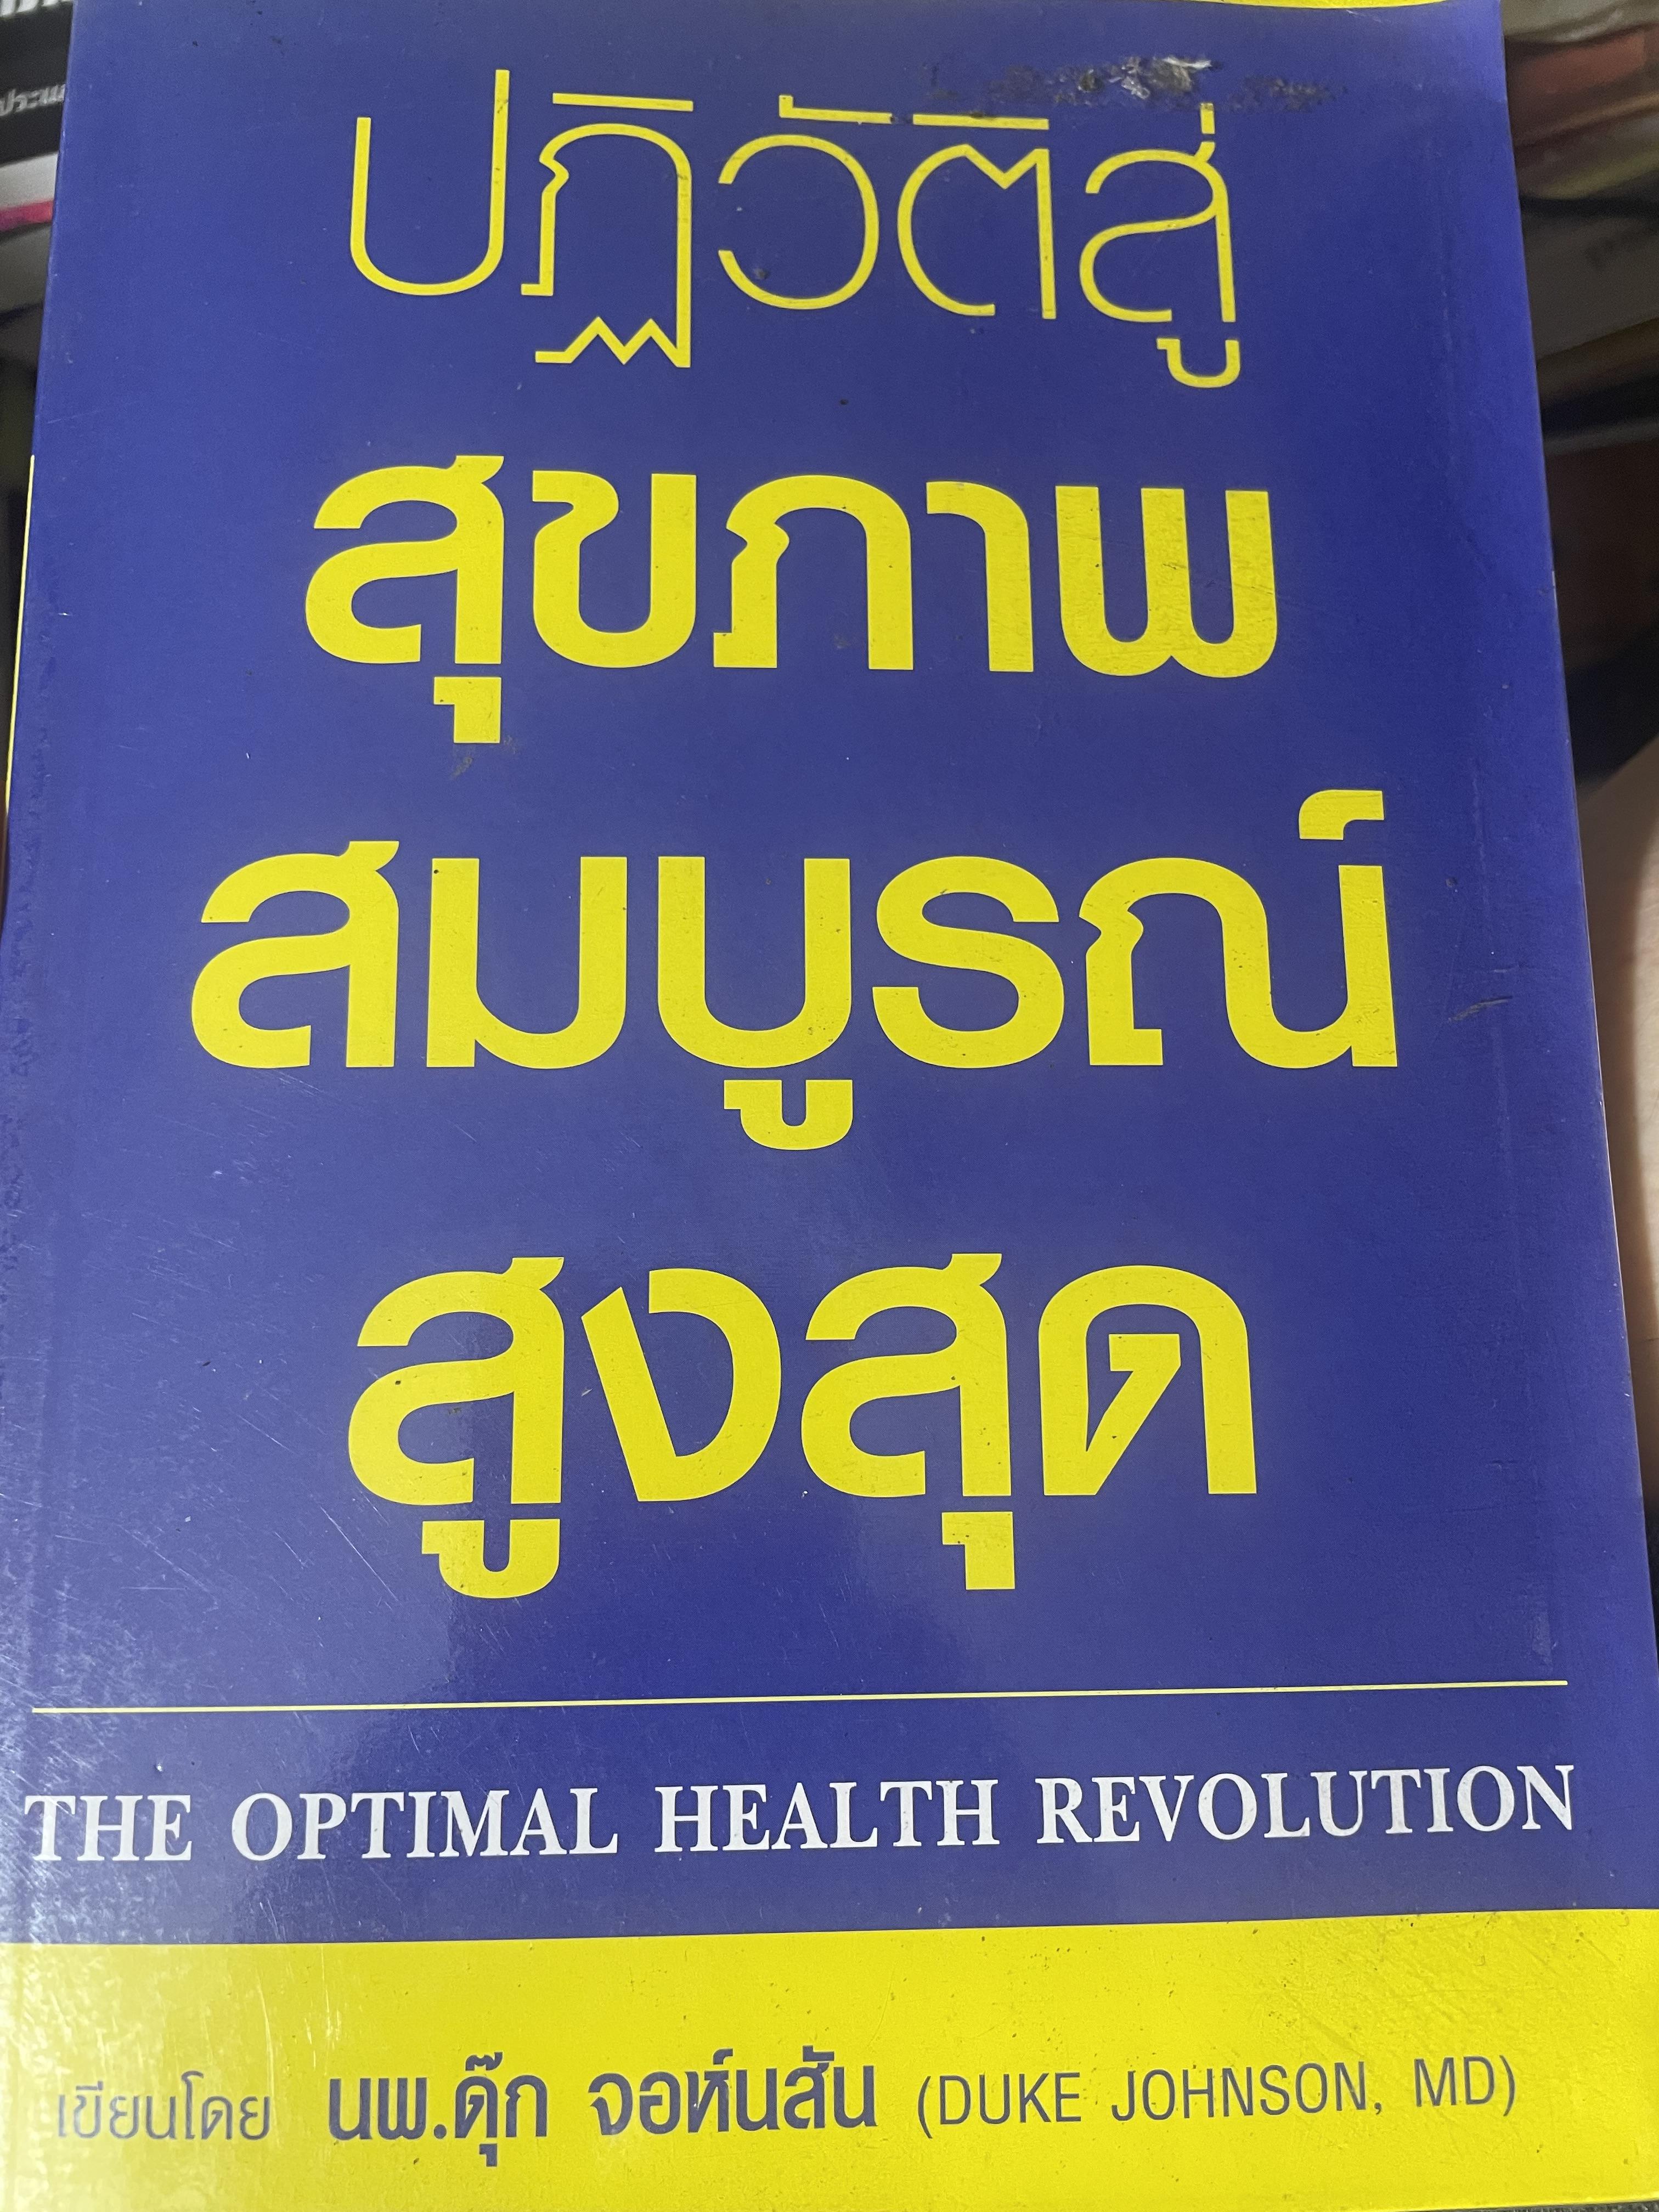 ปฏิวัติสู่
สุขภาพ
สมบูรณ์
สูงสุด
THE OPTIMAL HEALTH REVOLUTION
เขียนโดย นพ.ดุ๊ก จอห์นสัน (DUKE JOHNSON, MD)